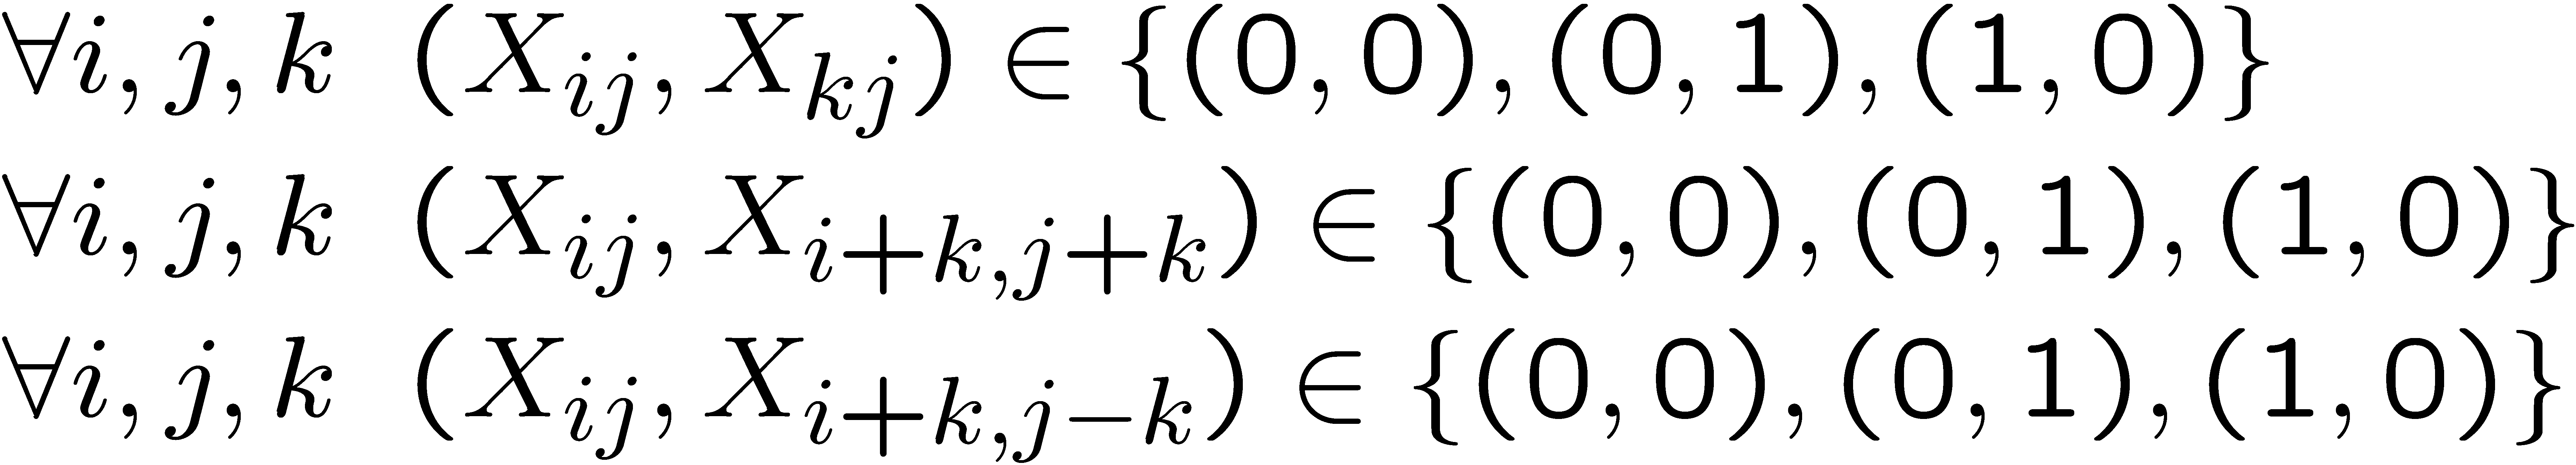 ∀i, j, k (X_{ij}, X_{kj}) ∈ {(0, 0), (0, 1), (1, 0)}
∀i, j, k (X_{ij}, X_{i+k,j+k}) ∈ {(0, 0), (0, 1), (1, 0)}
∀i, j, k (X_{ij}, X_{i+k,j−k}) ∈ {(0, 0), (0, 1), (1, 0)}